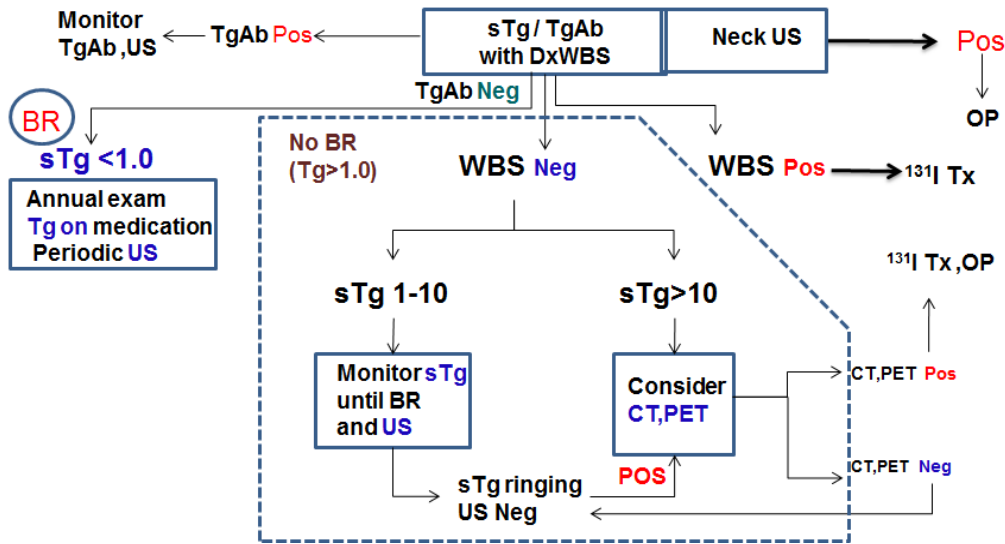 Monitor
TgAb ,US
TgAb Pos
sTg / TgAb
with DxWBS
Neck US
Pos
OP
TgAb Neg
BR
sTg <1.0
Annual exam
Tg on medication
Periodic US
No BR
(Tg>1.0)
WBS Neg
WBS Pos
¹³¹I Tx
¹³¹I Tx ,OP
sTg 1-10
sTg>10
Monitor sTg
until BR
and US
Consider
CT,PET
CT,PET Pos
CT,PET Neg
POS
sTg ringing
US Neg